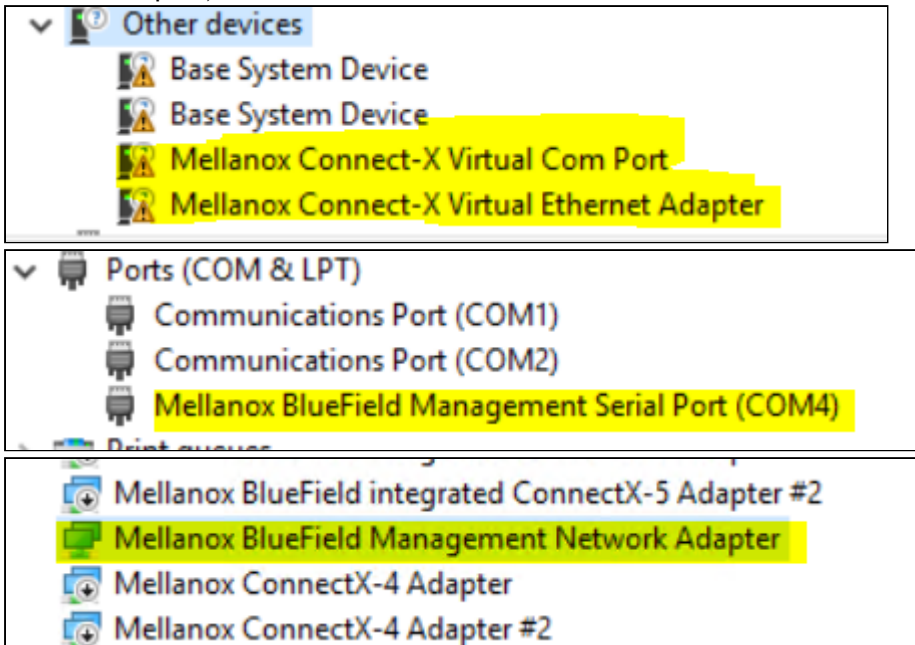 Other devices
Base System Device
Base System Device
Mellanox Connect-X Virtual Com Port
Mellanox Connect-X Virtual Ethernet Adapter
Ports (COM & LPT)
Communications Port (COM1)
Communications Port (COM2)
Mellanox BlueField Management Serial Port (COM4)
Print queues
Mellanox BlueField integrated ConnectX-5 Adapter #2
Mellanox BlueField Management Network Adapter
Mellanox ConnectX-4 Adapter
Mellanox ConnectX-4 Adapter #2